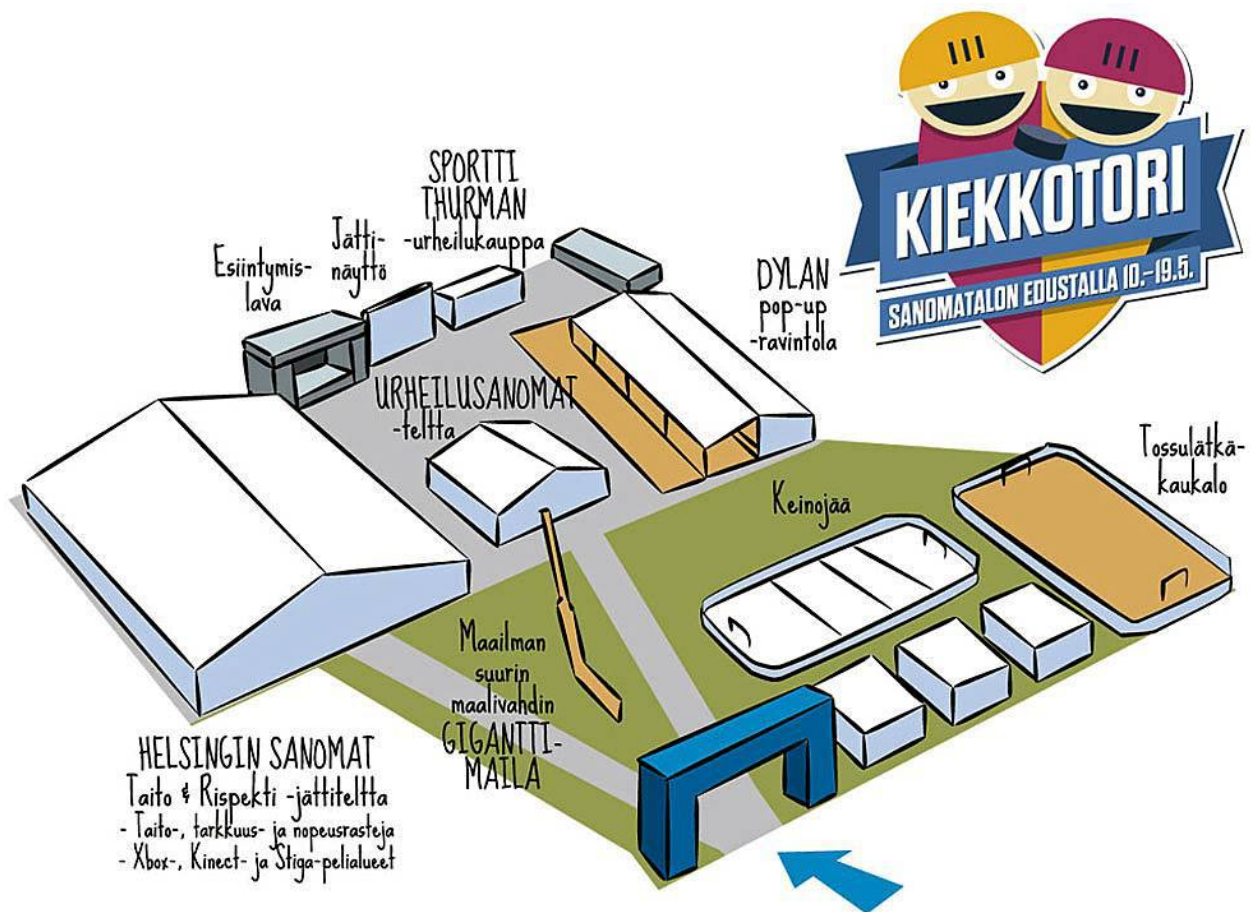 KIEKKOTORI
SANOMATALON EDUSTALLA 10.–19.5.
SPORTTI
THURMAN
-urheilukauppa
Jätti-
näyttö
Esiintymis-
lava
DYLAN
pop-up
-ravintola
URHEILUSANOMAT
-teltta
Tossulätkä-
kaukalo
Keinojää
Maailman
suurin
maalivahdin
GIGANTTI-
MAILA
HELSINGIN SANOMAT
Taito & Rispekti -jättiteltta
- Taito-, tarkkuus- ja nopeusrasteja
- Xbox-, Kinect- ja Stiga-pelialueet